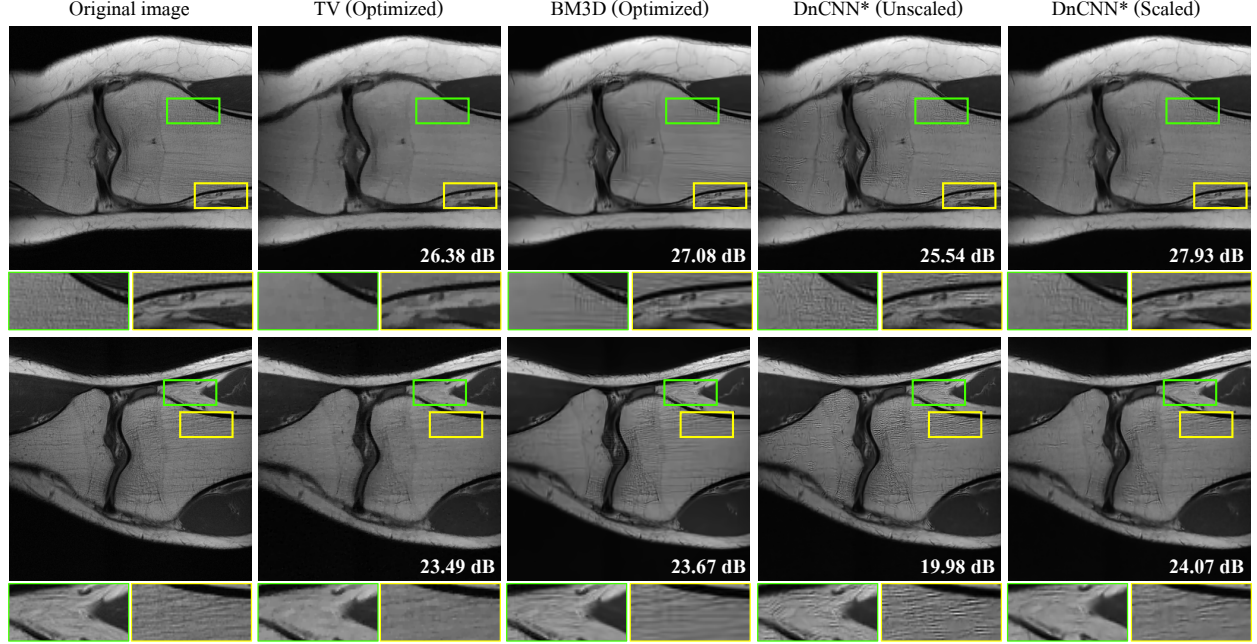 Original image TV (Optimized) BM3D (Optimized) DnCNN* (Unscaled) DnCNN* (Scaled)
26.38 dB 27.08 dB 25.54 dB 27.93 dB
23.49 dB 23.67 dB 19.98 dB 24.07 dB